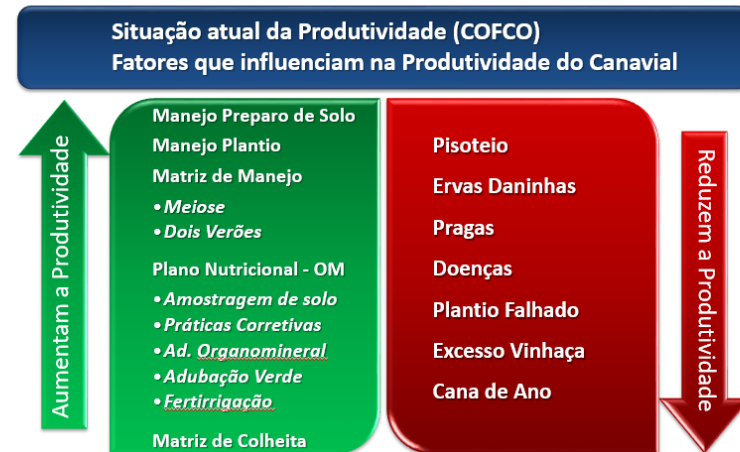 Situação atual da Produtividade (COFCO)
Fatores que influenciam na Produtividade do Canavial
Aumentam a Produtividade
Manejo Preparo de Solo
Manejo Plantio
Matriz de Manejo
•Meiose
•Dois Verões
Plano Nutricional - OM
•Amostragem de solo
•Práticas Corretivas
•Ad. Organomineral
•Adubação Verde
•Fertirrigação
Matriz de Colheita
Pisoteio
Ervas Daninhas
Pragas
Doenças
Plantio Falhado
Excesso Vinhaça
Cana de Ano
Reduzem a Produtividade